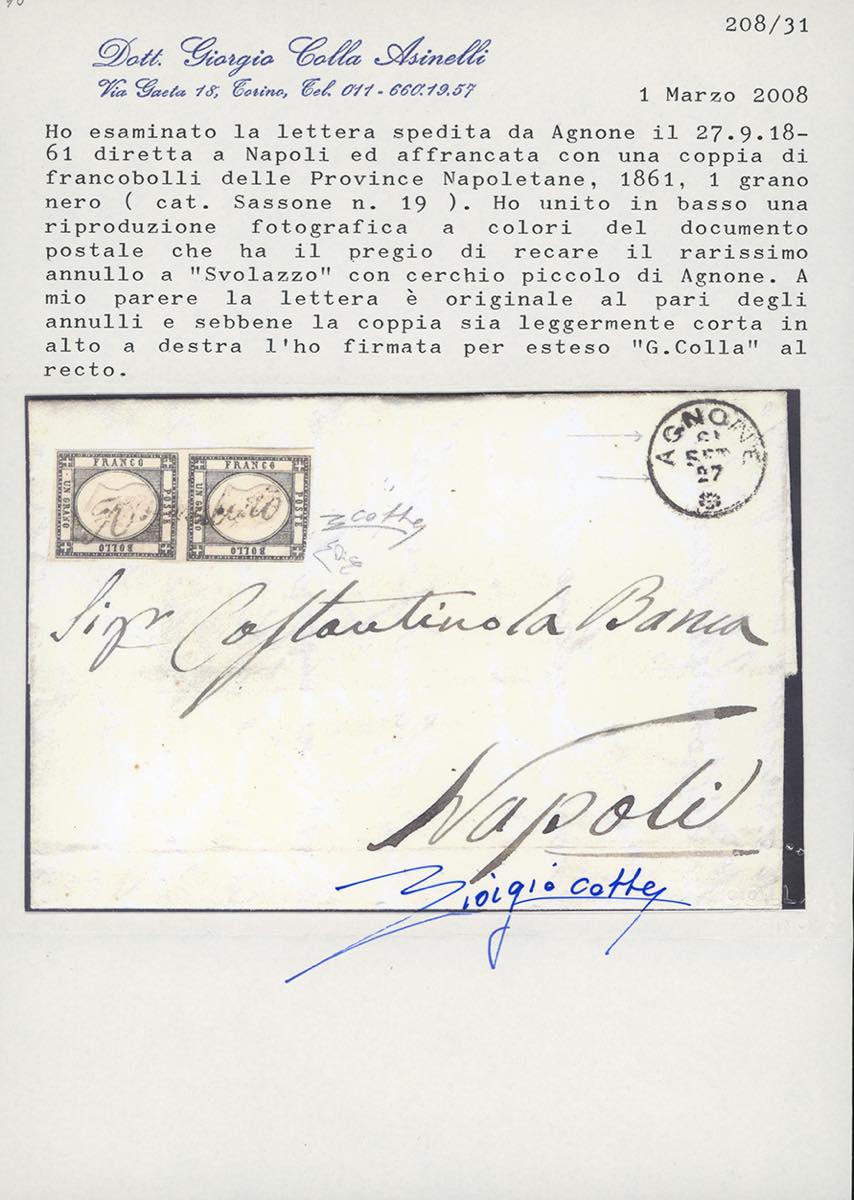 208/31
Dott. Giorgio Colla Asinelli
Via Gaeta 18, Torino, Tel. 011 - 660.19.57
1 Marzo 2008
Ho esaminato la lettera spedita da Agnone il 27.9.18-
61 diretta a Napoli ed affrancata con una coppia di
francobolli delle Province Napoletane, 1861, 1 grano
nero ( cat. Sassone n. 19 ). Ho unito in basso una
riproduzione fotografica a colori del documento
postale che ha il pregio di recare il rarissimo
annullo a "Svolazzo" con cerchio piccolo di Agnone. A
mio parere la lettera è originale al pari degli
annulli e sebbene la coppia sia leggermente corta in
alto a destra l'ho firmata per esteso "G.Colla" al
recto.
AGNONE
61
SET
27
FRANCO
POSTE
BOLLO
UN GRANO
FRANCO
POSTE
BOLLO
UN GRANO
G Colla
Sigr Costantino la Banca
Napoli
Giorgio Colla